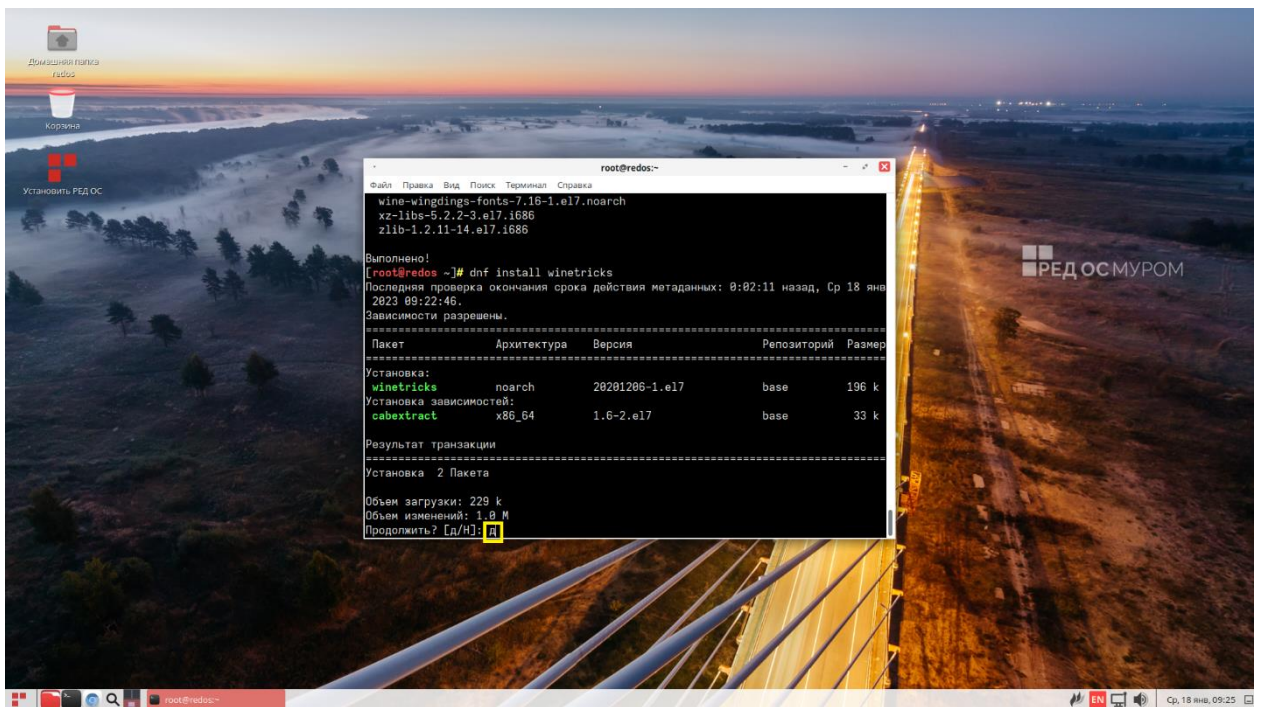 Домашняя папка
redos
Корзина
Установить РЕД ОС
root@redos:~
Файл Правка Вид Поиск Терминал Справка
wine-wingdings-fonts-7.16-1.el7.noarch
xz-libs-5.2.2-3.el7.i686
zlib-1.2.11-14.el7.i686
Выполнено!
[root@redos ~]# dnf install winetricks
Последняя проверка окончания срока действия метаданных: 0:02:11 назад, Ср 18 янв
2023 09:22:46.
Зависимости разрешены.
Пакет Архитектура Версия Репозиторий Размер
Установка:
winetricks noarch 20201206-1.el7 base 196 k
Установка зависимостей:
cabextract x86_64 1.6-2.el7 base 33 k
Результат транзакции
Установка 2 Пакета
Объем загрузки: 229 k
Объем изменений: 1.0 M
Продолжить? [д/Н]: д
РЕД ОС МУРОМ
root@redos:~
EN
Ср, 18 янв, 09:25